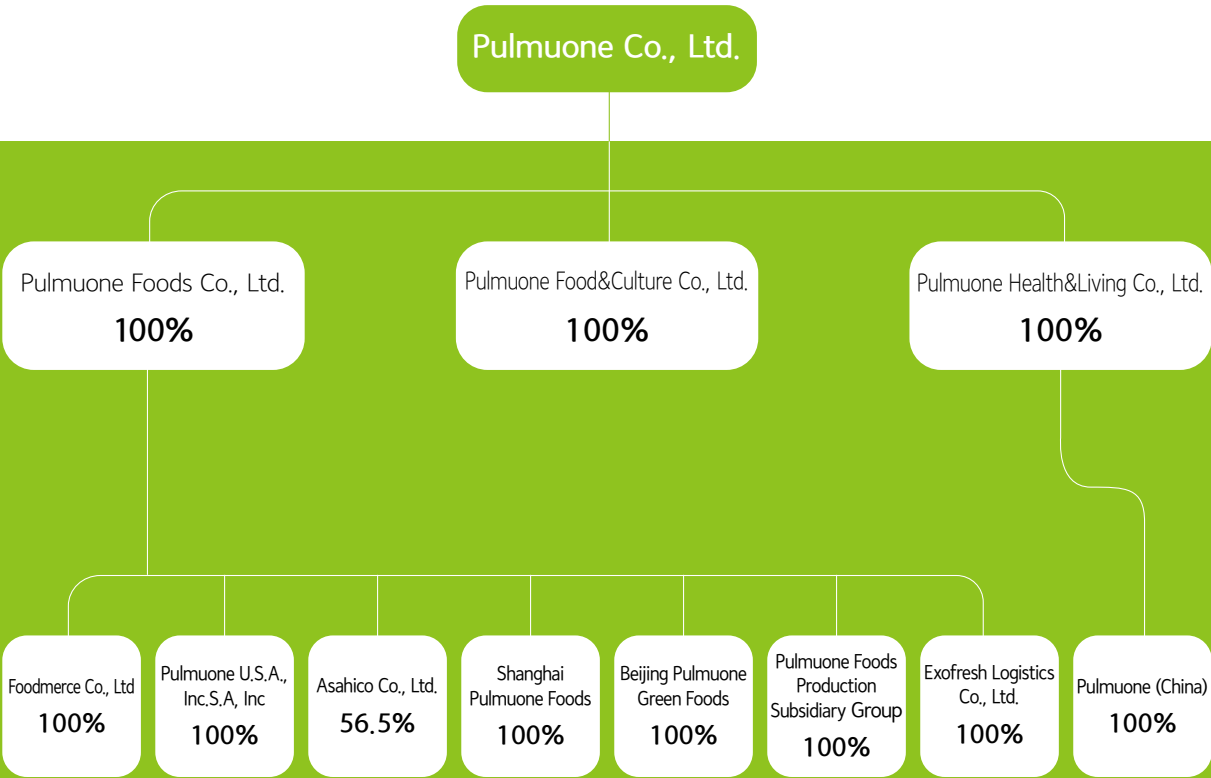 Pulmuone Co., Ltd.
Pulmuone Foods Co., Ltd.
100%
Pulmuone Food&Culture Co., Ltd.
100%
Pulmuone Health&Living Co., Ltd.
100%
Foodmerce Co., Ltd
100%
Pulmuone U.S.A.,
Inc.S.A, Inc
100%
Asahico Co., Ltd.
56.5%
Shanghai
Pulmuone Foods
100%
Beijing Pulmuone
Green Foods
100%
Pulmuone Foods
Production
Subsidiary Group
100%
Exofresh Logistics
Co., Ltd.
100%
Pulmuone (China)
100%